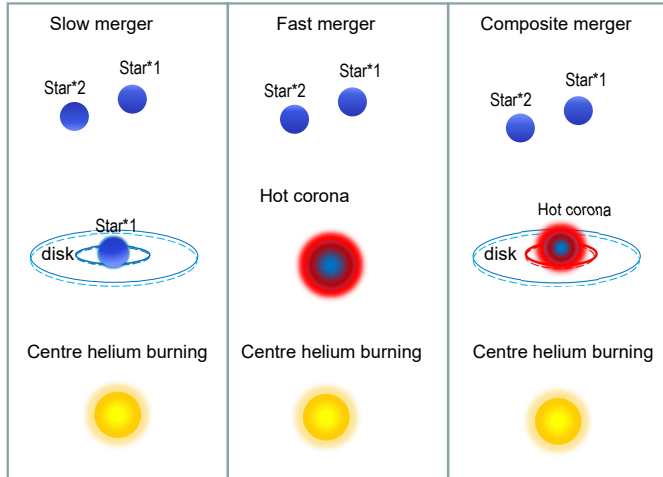 Slow merger
Star*1
Star*2
Star*1
disk
Centre helium burning
Fast merger
Star*1
Star*2
Hot corona
Centre helium burning
Composite merger
Star*1
Star*2
Hot corona
disk
Centre helium burning